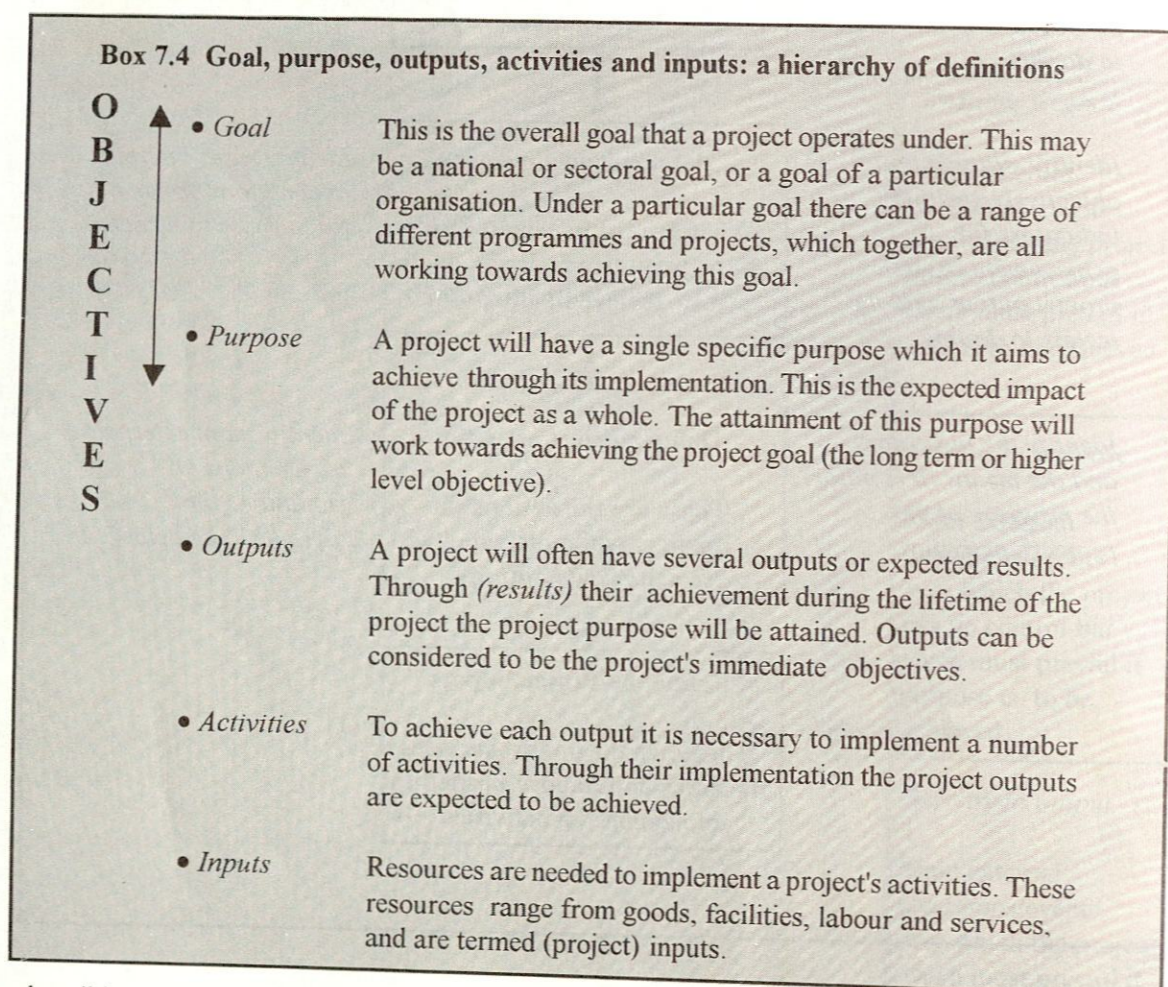 Box 7.4 Goal, purpose, outputs, activities and inputs: a hierarchy of definitions
O
B
J
E
C
T
I
V
E
S
• Goal
This is the overall goal that a project operates under. This may
be a national or sectoral goal, or a goal of a particular
organisation. Under a particular goal there can be a range of
different programmes and projects, which together, are all
working towards achieving this goal.
• Purpose
A project will have a single specific purpose which it aims to
achieve through its implementation. This is the expected impact
of the project as a whole. The attainment of this purpose will
work towards achieving the project goal (the long term or higher
level objective).
• Outputs
A project will often have several outputs or expected results.
Through (results) their achievement during the lifetime of the
project the project purpose will be attained. Outputs can be
considered to be the project's immediate objectives.
• Activities
To achieve each output it is necessary to implement a number
of activities. Through their implementation the project outputs
are expected to be achieved.
• Inputs
Resources are needed to implement a project's activities. These
resources range from goods, facilities, labour and services,
and are termed (project) inputs.